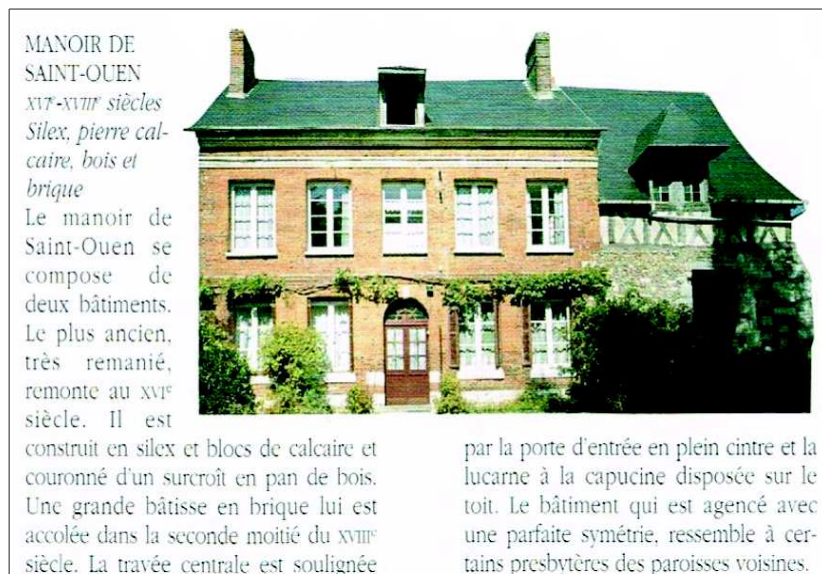 MANOIR DE
SAINT-OUEN
XVIᵉ-XVIIIᵉ siècles
Silex, pierre cal-
caire, bois et
brique
Le manoir de
Saint-Ouen se
compose de
deux bâtiments.
Le plus ancien,
très remanié,
remonte au XVIᵉ
siècle. Il est
construit en silex et blocs de calcaire et
couronné d'un surcroît en pan de bois.
Une grande bâtisse en brique lui est
accolée dans la seconde moitié du XVIIIᵉ
siècle. La travée centrale est soulignée
par la porte d'entrée en plein cintre et la
lucarne à la capucine disposée sur le
toit. Le bâtiment qui est agencé avec
une parfaite symétrie, ressemble à cer-
tains presbytères des paroisses voisines.